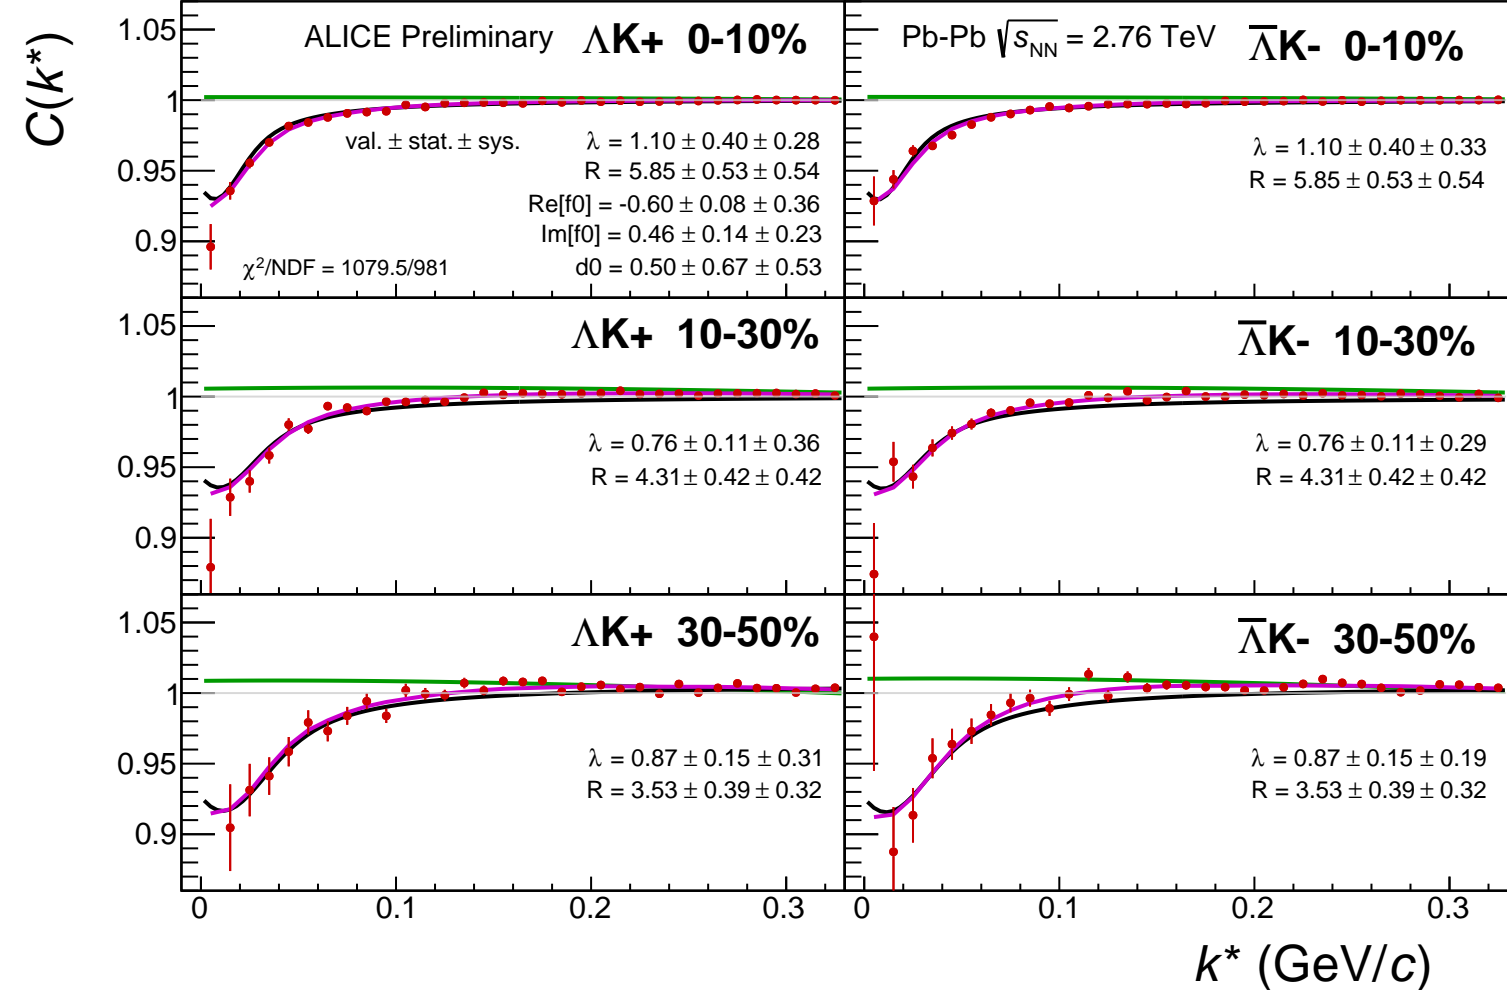 C(k*)
ALICE Preliminary ΛK+ 0-10%
val. ± stat. ± sys.
λ = 1.10 ± 0.40 ± 0.28
R = 5.85 ± 0.53 ± 0.54
Re[f0] = -0.60 ± 0.08 ± 0.36
Im[f0] = 0.46 ± 0.14 ± 0.23
d0 = 0.50 ± 0.67 ± 0.53
χ²/NDF = 1079.5/981
1.05
1
0.95
0.9
Pb-Pb √sNN = 2.76 TeV Λ̅K- 0-10%
λ = 1.10 ± 0.40 ± 0.33
R = 5.85 ± 0.53 ± 0.54
ΛK+ 10-30%
λ = 0.76 ± 0.11 ± 0.36
R = 4.31 ± 0.42 ± 0.42
1.05
1
0.95
0.9
Λ̅K- 10-30%
λ = 0.76 ± 0.11 ± 0.29
R = 4.31 ± 0.42 ± 0.42
ΛK+ 30-50%
λ = 0.87 ± 0.15 ± 0.31
R = 3.53 ± 0.39 ± 0.32
1.05
1
0.95
0.9
Λ̅K- 30-50%
λ = 0.87 ± 0.15 ± 0.19
R = 3.53 ± 0.39 ± 0.32
0 0.1 0.2 0.3
0 0.1 0.2 0.3
k* (GeV/c)